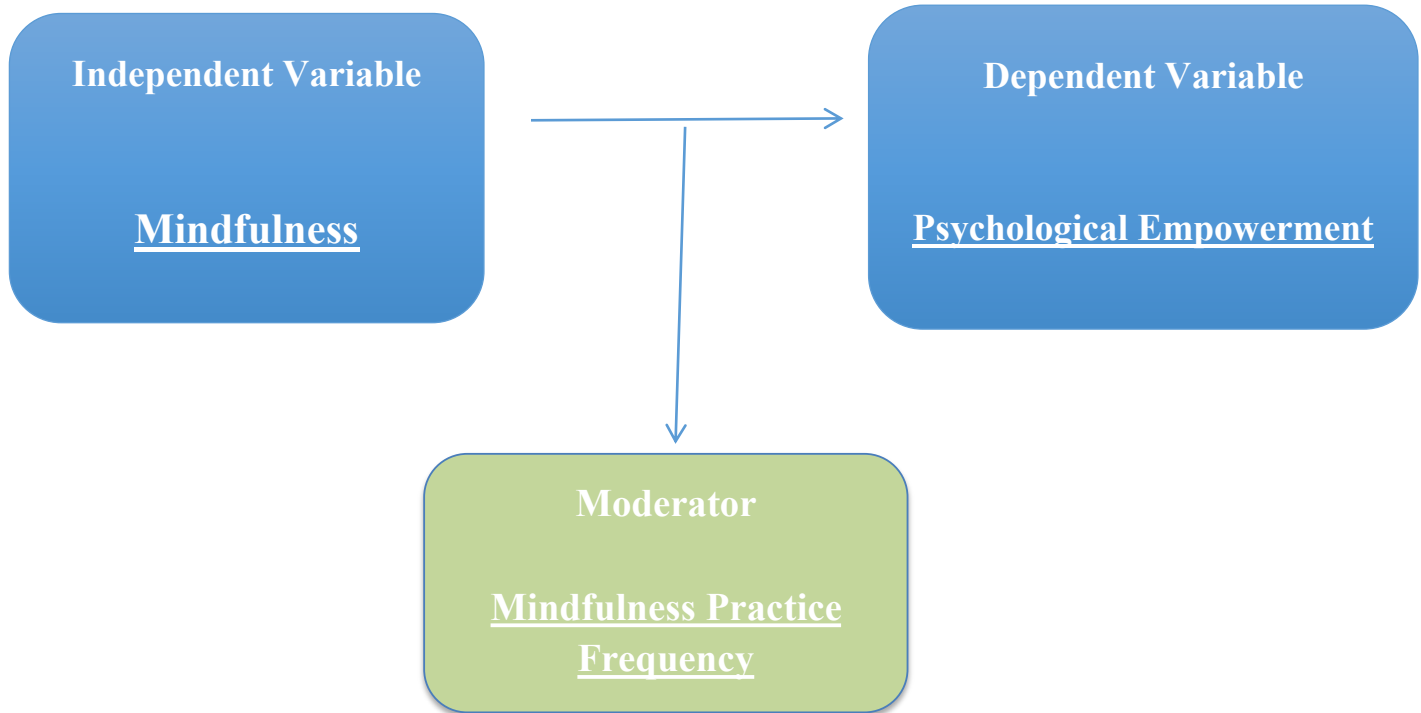 Independent Variable
Mindfulness
Dependent Variable
Psychological Empowerment
Moderator
Mindfulness Practice
Frequency